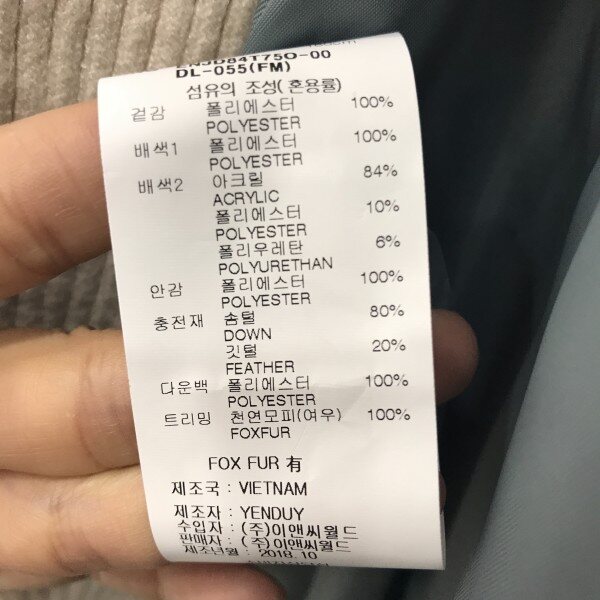 DL-055(FM)
섬유의 조성(혼용률)
겉감 폴리에스터 100%
POLYESTER
배색1 폴리에스터 100%
POLYESTER
배색2 아크릴 84%
ACRYLIC
폴리에스터 10%
POLYESTER
폴리우레탄 6%
POLYURETHAN
안감 폴리에스터 100%
POLYESTER
충전재 솜털 80%
DOWN
깃털 20%
FEATHER
다운백 폴리에스터 100%
POLYESTER
트리밍 천연모피(여우) 100%
FOXFUR
FOX FUR 有
제조국 : VIETNAM
제조자 : YENDUY
수입자 : (주)이앤씨월드
판매자 : (주)이앤씨월드
제조년월 : 2018.10